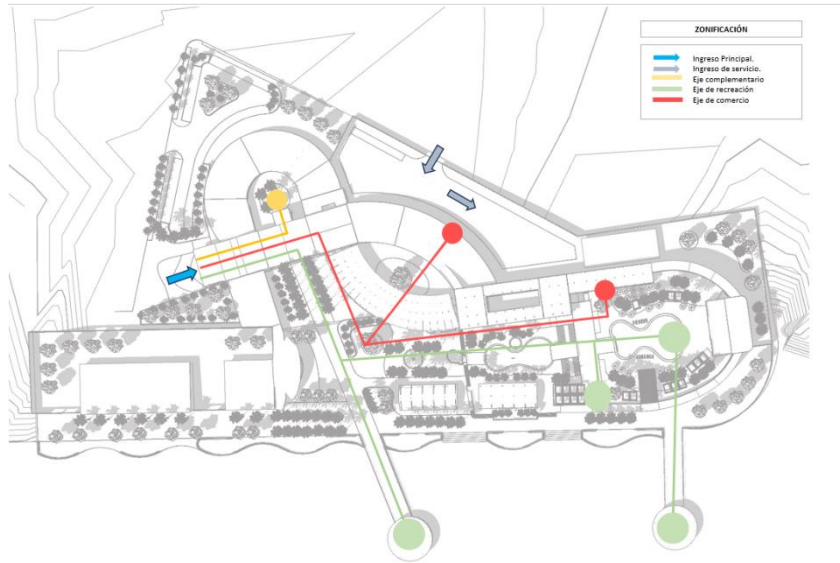 ZONIFICACIÓN
Ingreso Principal.
Ingreso de servicio.
Eje complementario
Eje de recreación
Eje de comercio